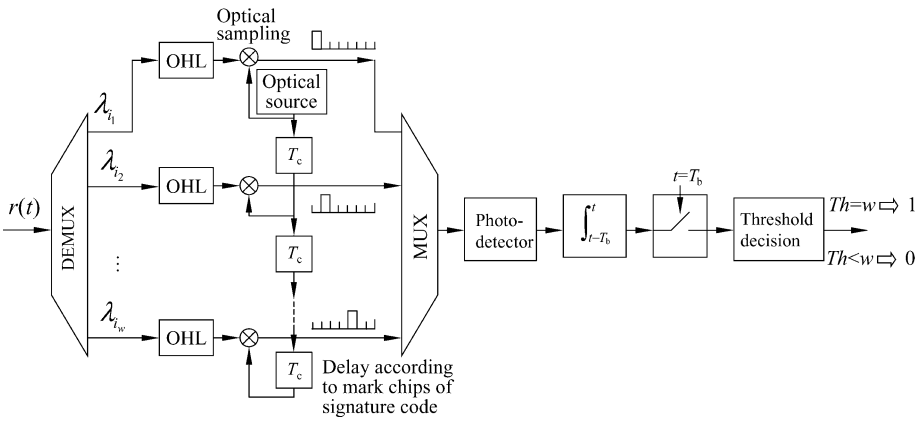 Optical
sampling
OHL
Optical
source
λi1
Tc
λi2
OHL
r(t)
DEMUX
t=Tb
Photo-
detector
∫t t−Tb
Threshold
decision
Th=w⇨1
Th<w⇨0
MUX
Tc
⋮
λiw
OHL
Tc
Delay according
to mark chips of
signature code